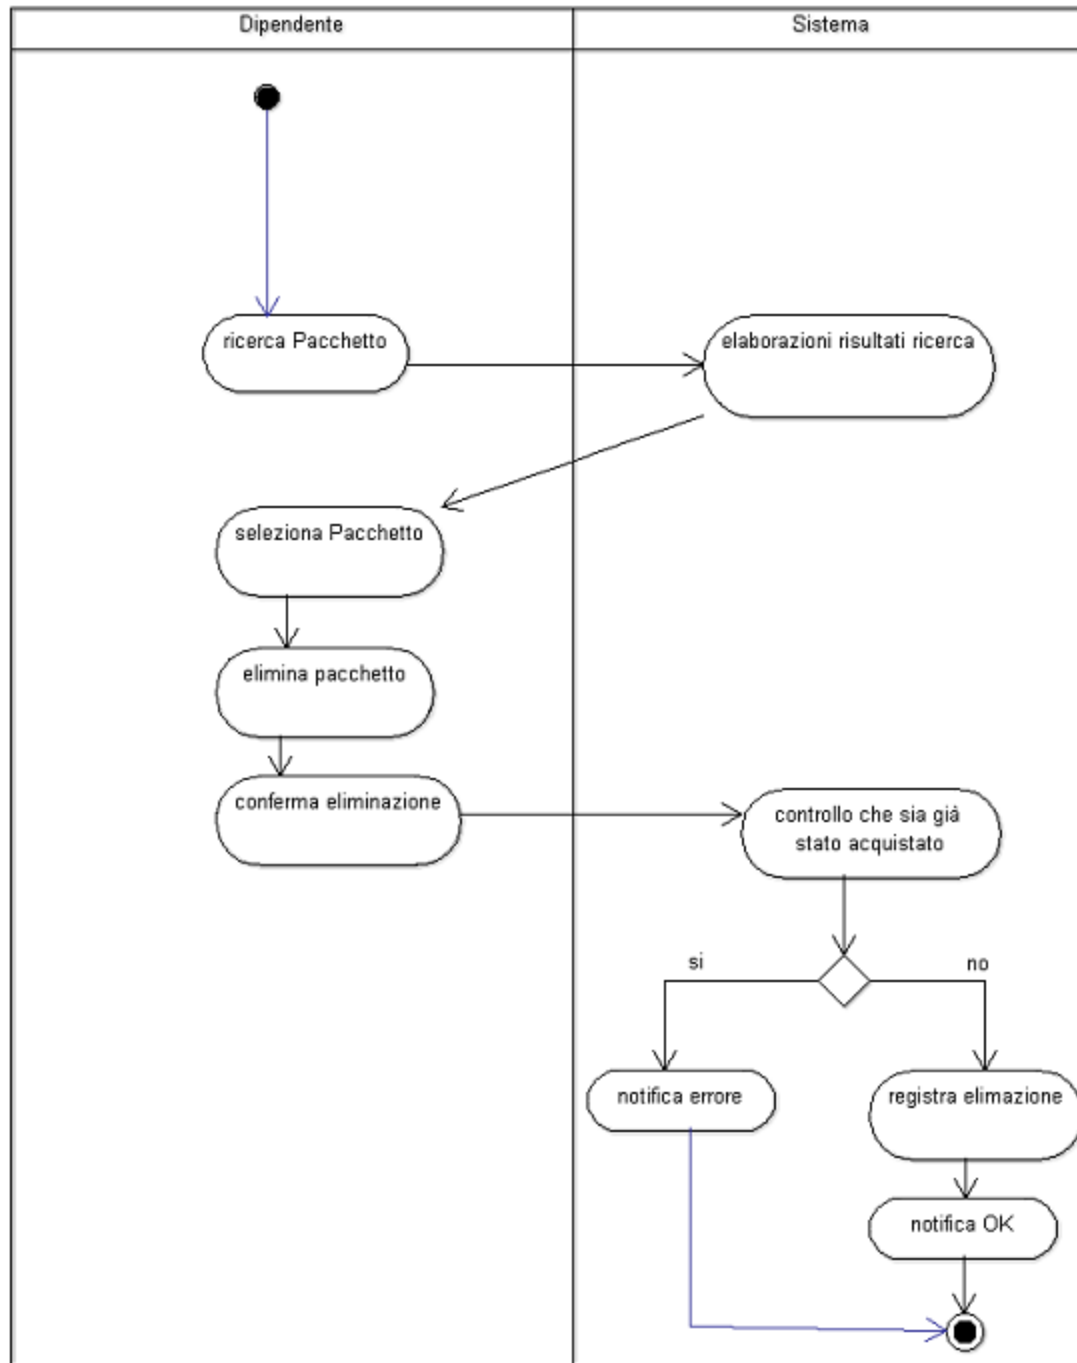 Dipendente
Sistema
ricerca Pacchetto
elaborazioni risultati ricerca
seleziona Pacchetto
elimina pacchetto
conferma eliminazione
controllo che sia giá
stato acquistato
si
no
notifica errore
registra elimazione
notifica OK